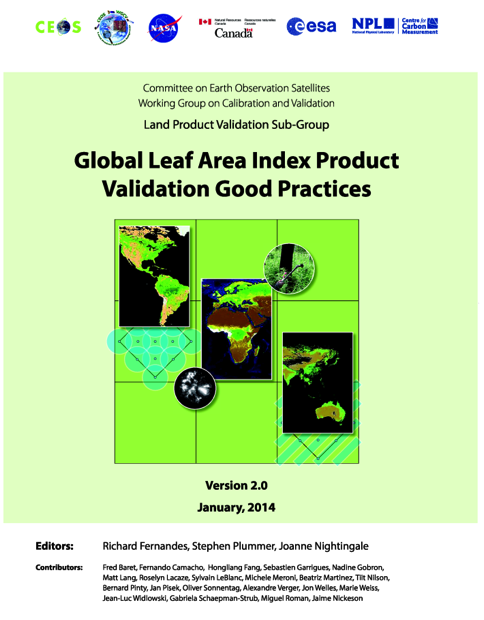 CEOS
NASA
Natural Resources Canada
Ressources naturelles Canada
Canada
esa
NPL
National Physical Laboratory
Centre for Carbon Measurement
Committee on Earth Observation Satellites
Working Group on Calibration and Validation
Land Product Validation Sub-Group
Global Leaf Area Index Product
Validation Good Practices
Version 2.0
January, 2014
Editors: Richard Fernandes, Stephen Plummer, Joanne Nightingale
Contributors: Fred Baret, Fernando Camacho, Hongliang Fang, Sebastien Garrigues, Nadine Gobron,
Matt Lang, Roselyn Lacaze, Sylvain LeBlanc, Michele Meroni, Beatriz Martinez, Tilt Nilson,
Bernard Pinty, Jan Pisek, Oliver Sonnentag, Alexandre Verger, Jon Welles, Marie Weiss,
Jean-Luc Widlowski, Gabriela Schaepman-Strub, Miguel Roman, Jaime Nickeson